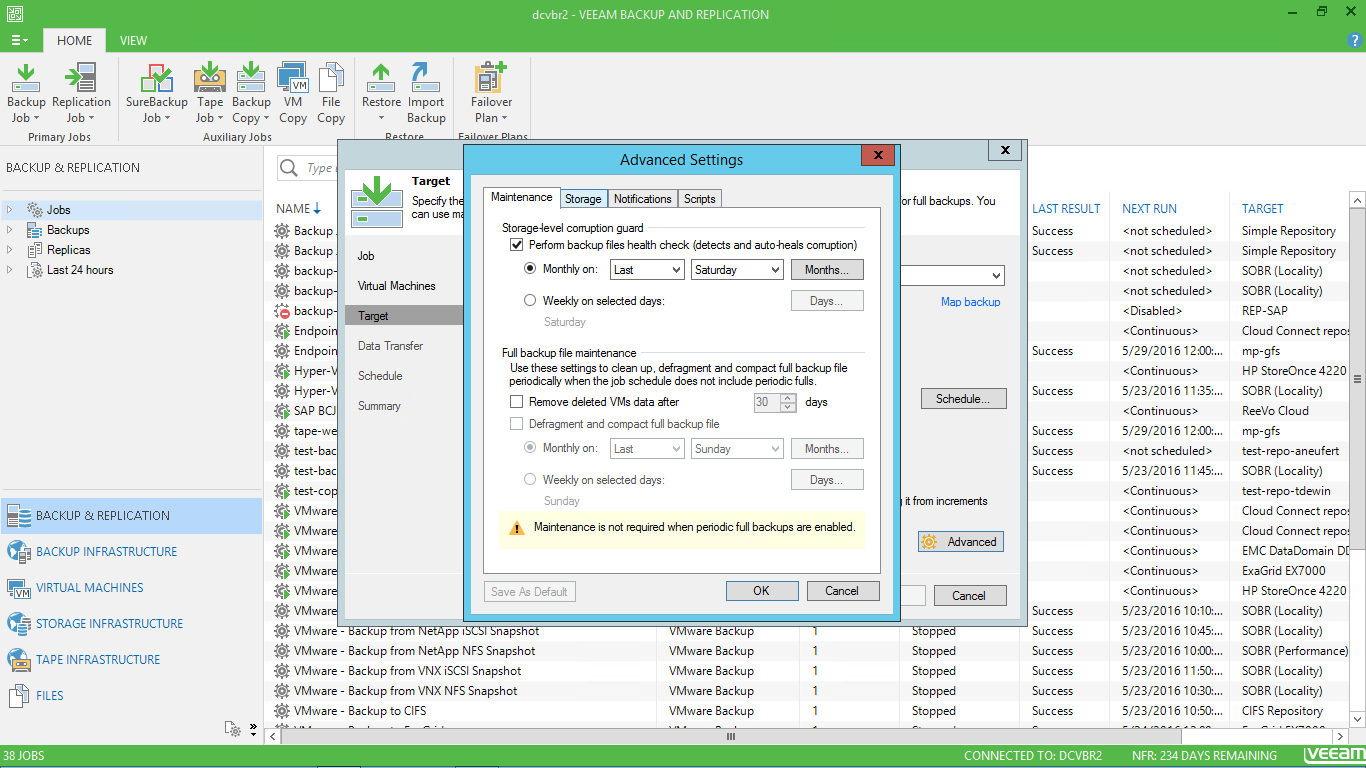 dcvbr2 - VEEAM BACKUP AND REPLICATION
HOME VIEW
Backup Job
Replication Job
SureBackup Job
Tape Job
Backup Copy
VM Copy
File Copy
Restore
Import Backup
Failover Plan
Primary Jobs
Auxiliary Jobs
Restore
Failover Plans
BACKUP & REPLICATION
Jobs
Backups
Replicas
Last 24 hours
BACKUP & REPLICATION
BACKUP INFRASTRUCTURE
VIRTUAL MACHINES
VM
STORAGE INFRASTRUCTURE
TAPE INFRASTRUCTURE
FILES
Type
NAME LAST RESULT NEXT RUN TARGET
Backup Success <not scheduled> Simple Repository
Backup Success <not scheduled> Simple Repository
backup- <not scheduled> SOBR (Locality)
backup- Success <not scheduled> SOBR (Locality)
backup- <Disabled> REP-SAP
Endpoin <Continuous> Cloud Connect repos
Endpoin Success 5/29/2016 12:00:... mp-gfs
Hyper-V <Continuous> HP StoreOnce 4220
Hyper-V Success 5/23/2016 11:35:... SOBR (Locality)
SAP BCJ <Continuous> ReeVo Cloud
tape-we Success 5/29/2016 12:00:... mp-gfs
test-bac <not scheduled> test-repo-aneufert
test-bac Success 5/23/2016 11:45:... SOBR (Locality)
test-cop <Continuous> test-repo-tdewin
VMware <Continuous> Cloud Connect repos
VMware <Continuous> Cloud Connect repos
VMware <Continuous> EMC DataDomain DD
VMware <Continuous> ExaGrid EX7000
VMware <Continuous> HP StoreOnce 4220
VMware Success 5/23/2016 10:10:... SOBR (Locality)
VMware - Backup from NetApp iSCSI Snapshot VMware Backup 1 Stopped Success 5/23/2016 10:45:... SOBR (Locality)
VMware - Backup from NetApp NFS Snapshot VMware Backup 1 Stopped Success 5/23/2016 10:00:... SOBR (Performance)
VMware - Backup from VNX iSCSI Snapshot VMware Backup 1 Stopped Success 5/23/2016 11:50:... SOBR (Locality)
VMware - Backup from VNX NFS Snapshot VMware Backup 1 Stopped Success 5/23/2016 10:30:... SOBR (Locality)
VMware - Backup to CIFS VMware Backup 1 Stopped Success 5/23/2016 10:50:... CIFS Repository
Target
Specify the or full backups. You
can use ma
Job
Virtual Machines
Target
Data Transfer
Schedule
Summary
Map backup
Schedule...
it from increments
Advanced
Cancel
Advanced Settings
Maintenance Storage Notifications Scripts
Storage-level corruption guard
Perform backup files health check (detects and auto-heals corruption)
Monthly on: Last Saturday Months...
Weekly on selected days: Days...
Saturday
Full backup file maintenance
Use these settings to clean up, defragment and compact full backup file
periodically when the job schedule does not include periodic fulls.
Remove deleted VMs data after 30 days
Defragment and compact full backup file
Monthly on: Last Sunday Months...
Weekly on selected days: Days...
Sunday
Maintenance is not required when periodic full backups are enabled.
Save As Default OK Cancel
38 JOBS CONNECTED TO: DCVBR2 NFR: 234 DAYS REMAINING veeam